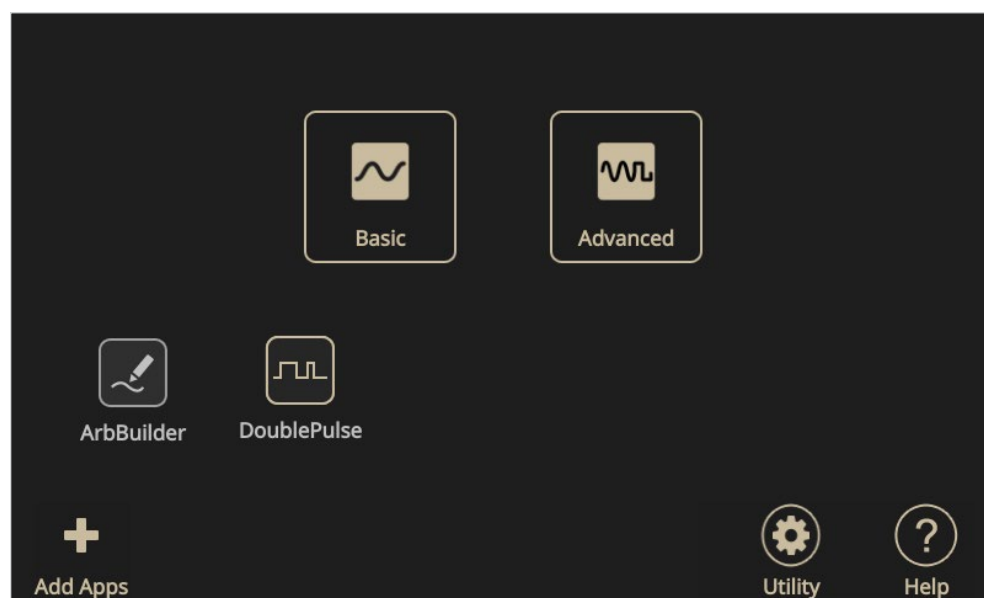 Basic
Advanced
ArbBuilder
DoublePulse
Add Apps
Utility
?
Help